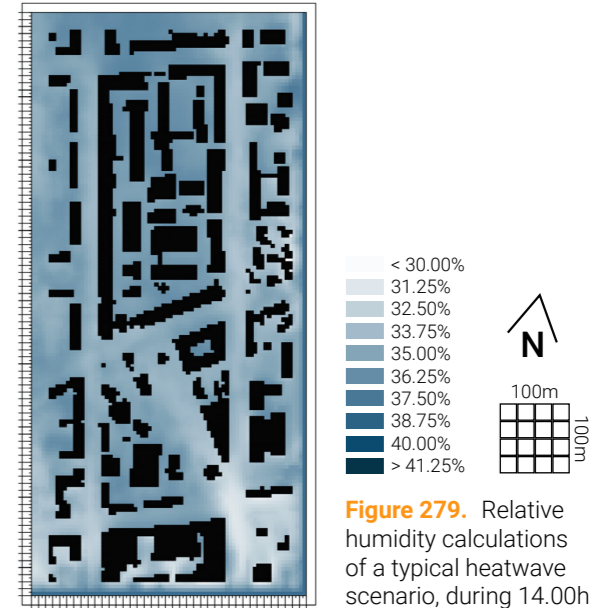 < 30.00%
31.25%
32.50%
33.75%
35.00%
36.25%
37.50%
38.75%
40.00%
> 41.25%
N
100m
100m
Figure 279. Relative
humidity calculations
of a typical heatwave
scenario, during 14.00h